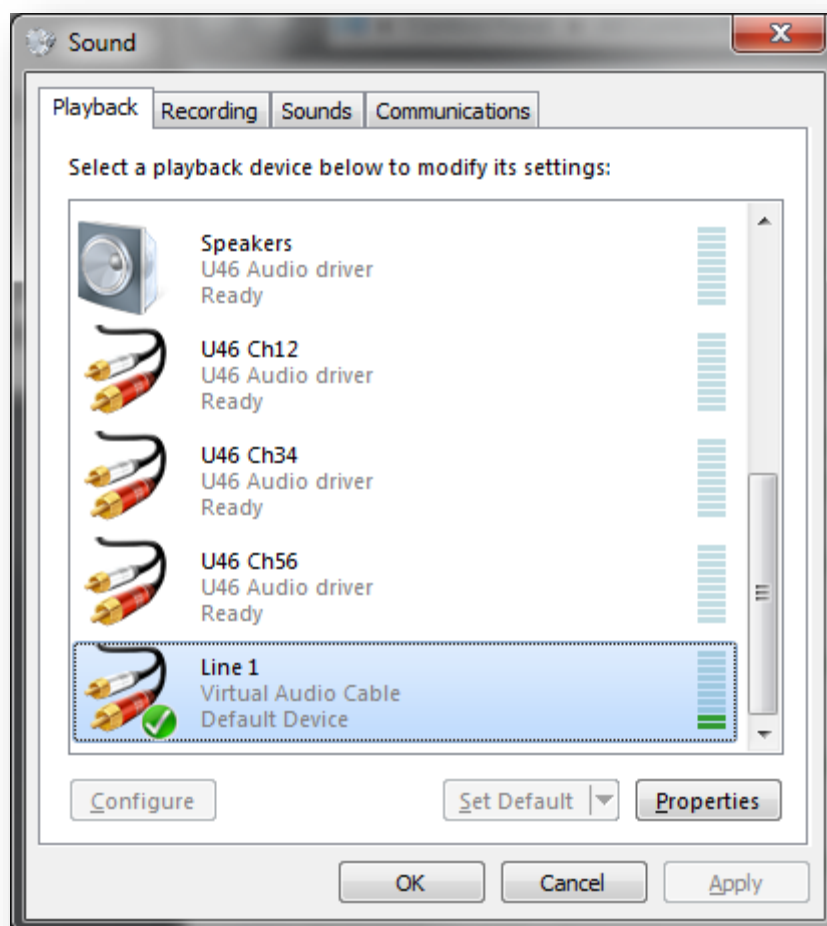 Sound
Playback Recording Sounds Communications
Select a playback device below to modify its settings:
Speakers
U46 Audio driver
Ready
U46 Ch12
U46 Audio driver
Ready
U46 Ch34
U46 Audio driver
Ready
U46 Ch56
U46 Audio driver
Ready
Line 1
Virtual Audio Cable
Default Device
Configure Set Default Properties
OK Cancel Apply